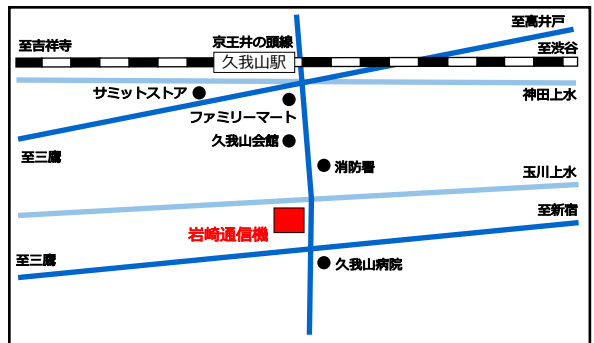 至高井戸
至吉祥寺
京王井の頭線
至渋谷
久我山駅
サミットストア
神田上水
ファミリーマート
久我山会館
至三鷹
消防署
玉川上水
至新宿
岩崎通信機
至三鷹
久我山病院